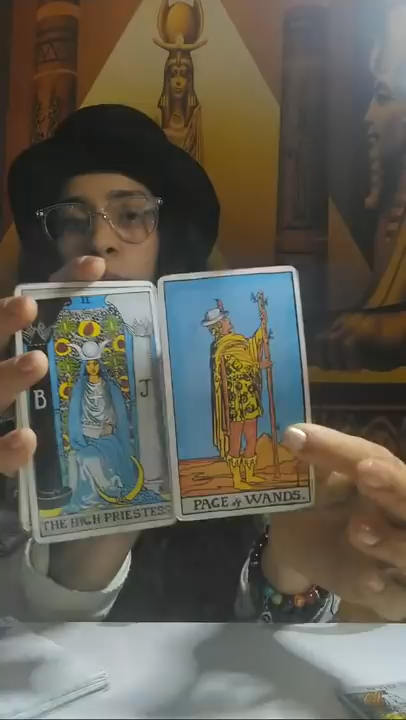 II
B
J
THE HIGH PRIESTESS
PAGE of WANDS.